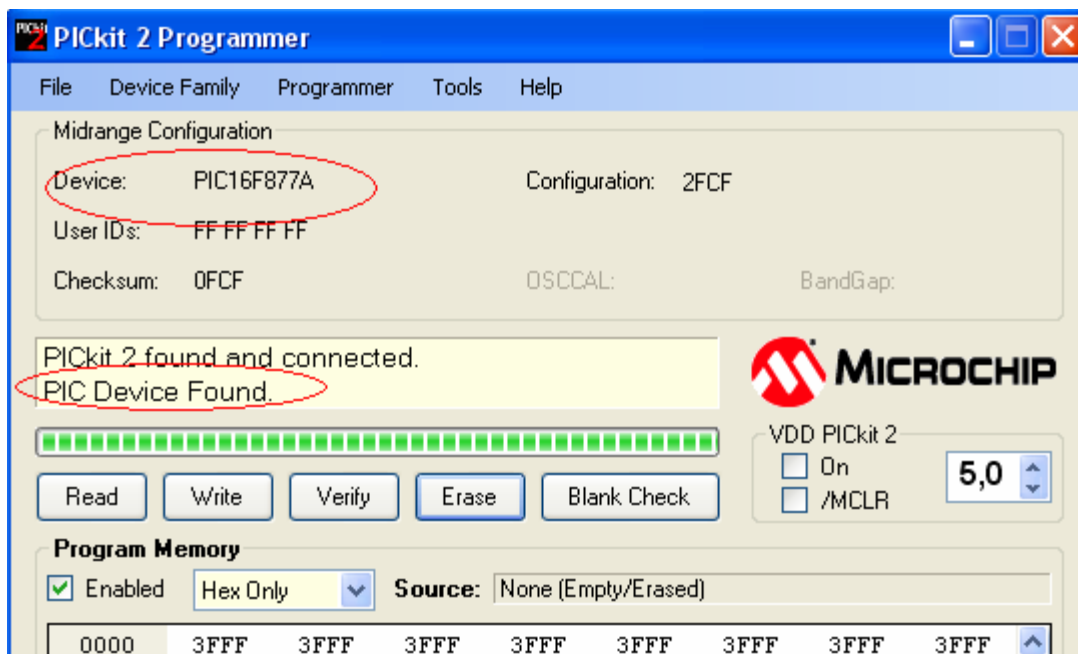 PICkit 2 Programmer
File Device Family Programmer Tools Help
Midrange Configuration
Device: PIC16F877A Configuration: 2FCF
User IDs: FF FF FF FF
Checksum: 0FCF OSCCAL: BandGap:
PICkit 2 found and connected.
PIC Device Found.
MICROCHIP
VDD PICkit 2
On
/MCLR
5,0
Read Write Verify Erase Blank Check
Program Memory
Enabled Hex Only Source: None (Empty/Erased)
0000 3FFF 3FFF 3FFF 3FFF 3FFF 3FFF 3FFF 3FFF